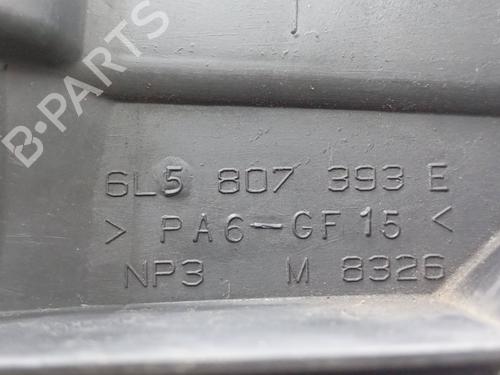 B-PARTS
6L5 807 393 E
> PA6-GF15 <
NP3 M 8326